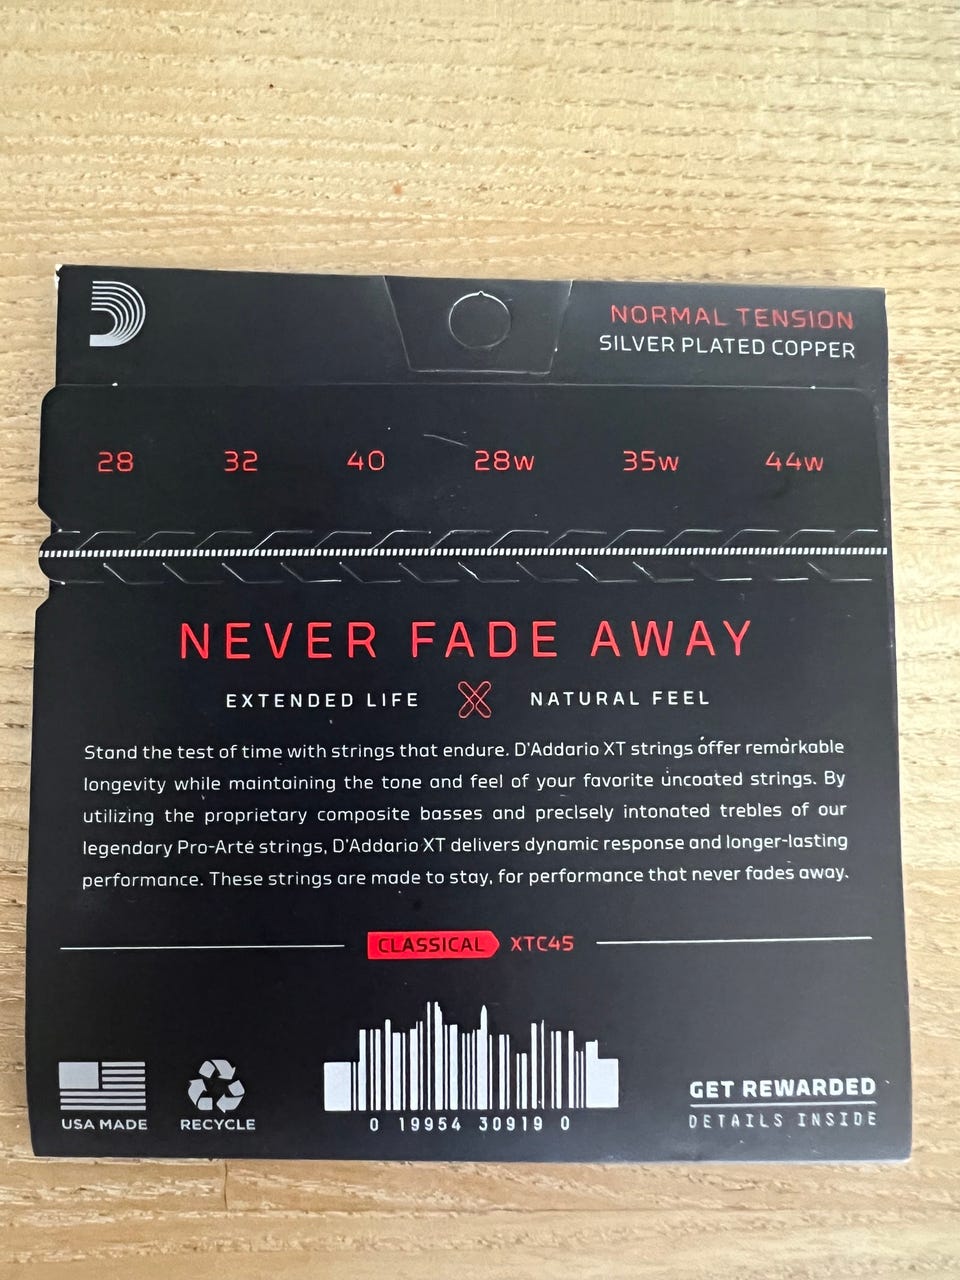 NORMAL TENSION
SILVER PLATED COPPER
28 32 40 28w 35w 44w
NEVER FADE AWAY
EXTENDED LIFE X NATURAL FEEL
Stand the test of time with strings that endure. D'Addario XT strings offer remarkable
longevity while maintaining the tone and feel of your favorite uncoated strings. By
utilizing the proprietary composite basses and precisely intonated trebles of our
legendary Pro-Arté strings, D'Addario XT delivers dynamic response and longer-lasting
performance. These strings are made to stay, for performance that never fades away.
CLASSICAL XTC45
USA MADE
RECYCLE
0 19954 30919 0
GET REWARDED
DETAILS INSIDE